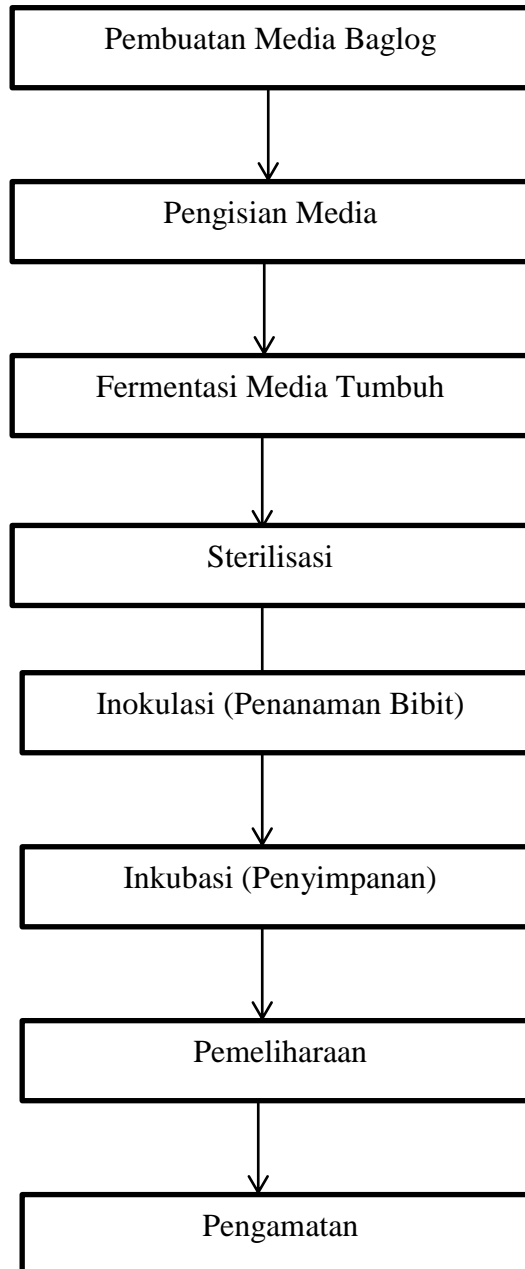 Pembuatan Media Baglog
Pengisian Media
Fermentasi Media Tumbuh
Sterilisasi
Inokulasi (Penanaman Bibit)
Inkubasi (Penyimpanan)
Pemeliharaan
Pengamatan